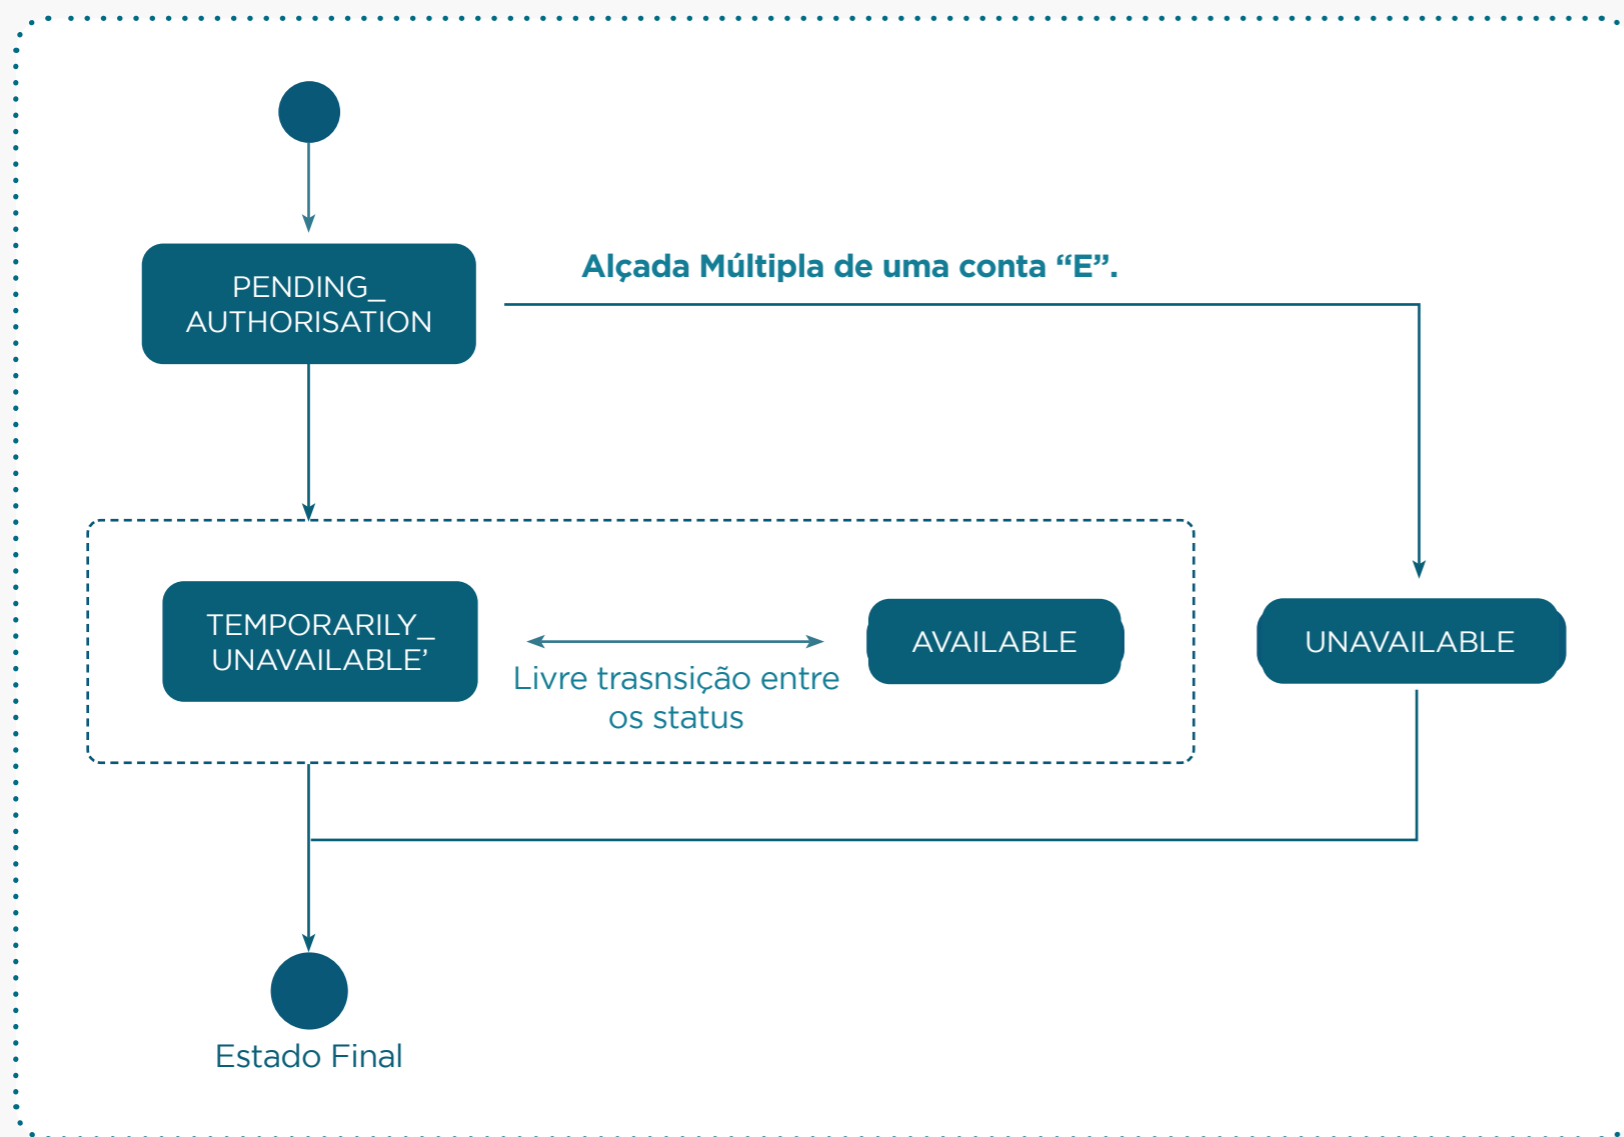 PENDING_
AUTHORISATION
Alçada Múltipla de uma conta “E”.
TEMPORARILY_
UNAVAILABLE’
Livre trasnsição entre
os status
AVAILABLE
UNAVAILABLE
Estado Final